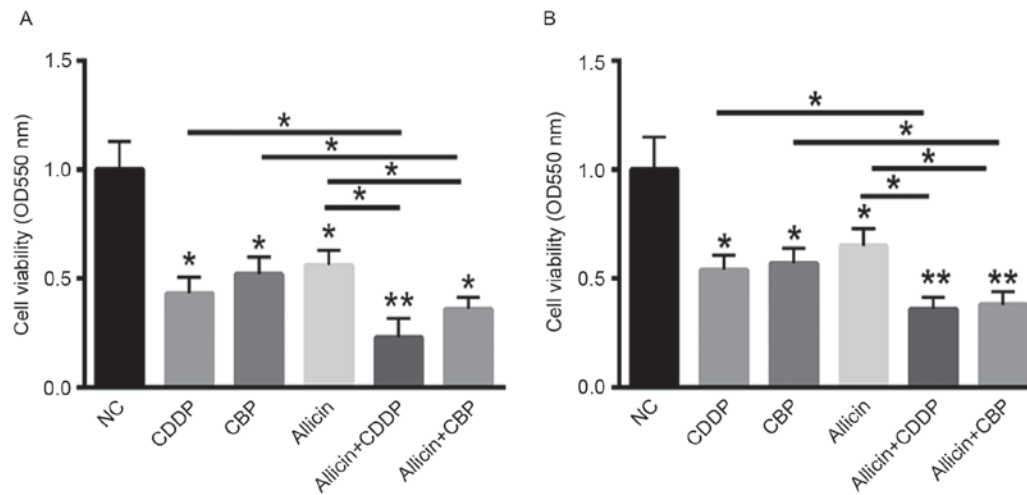 A
Cell viability (OD550 nm)
1.5
1.0
0.5
0.0
*
*
*
*
*
*
*
**
*
NC
CDDP
CBP
Allicin
Allicin+CDDP
Allicin+CBP
B
Cell viability (OD550 nm)
1.5
1.0
0.5
0.0
*
*
*
*
*
*
*
**
**
NC
CDDP
CBP
Allicin
Allicin+CDDP
Allicin+CBP